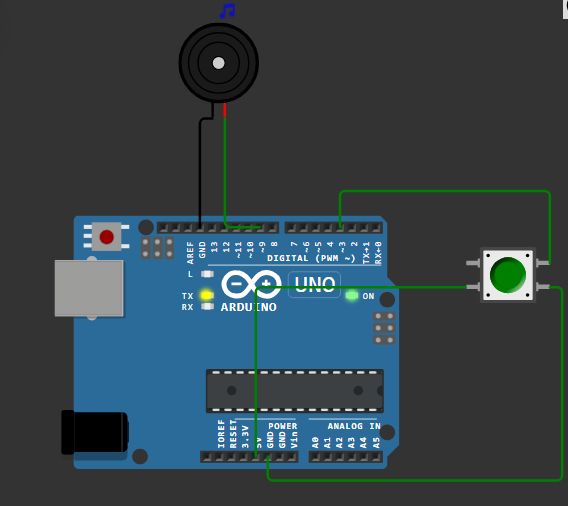 AREF
GND
13
12
~11
~10
~9
8
7
~6
~5
4
~3
2
TX→1
RX←0
DIGITAL (PWM ~)
L
UNO
TX
ON
RX
ARDUINO
IOREF
RESET
3.3V
5V
GND
GND
Vin
POWER
A0
A1
A2
A3
A4
A5
ANALOG IN